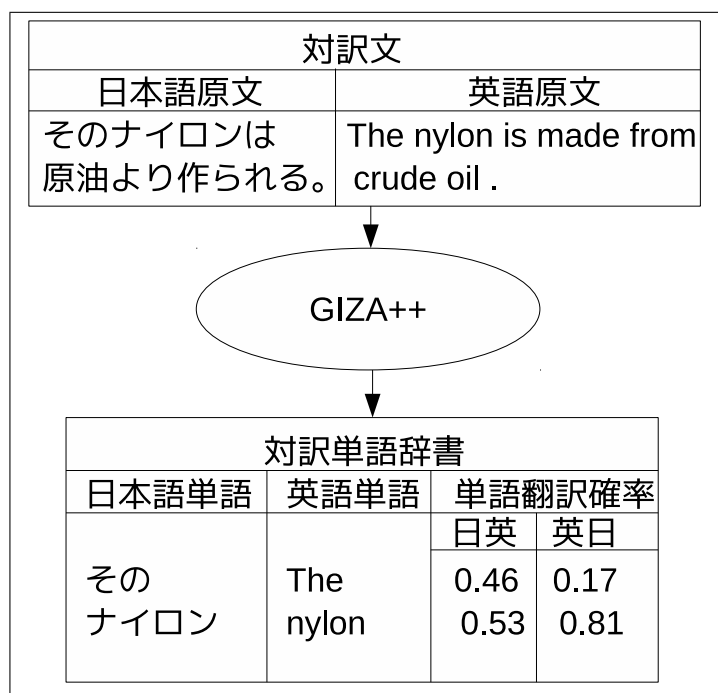 対訳文
日本語原文 英語原文
そのナイロンは The nylon is made from
原油より作られる。 crude oil .
GIZA++
対訳単語辞書
日本語単語 英語単語 単語翻訳確率
日英 英日
その The 0.46 0.17
ナイロン nylon 0.53 0.81